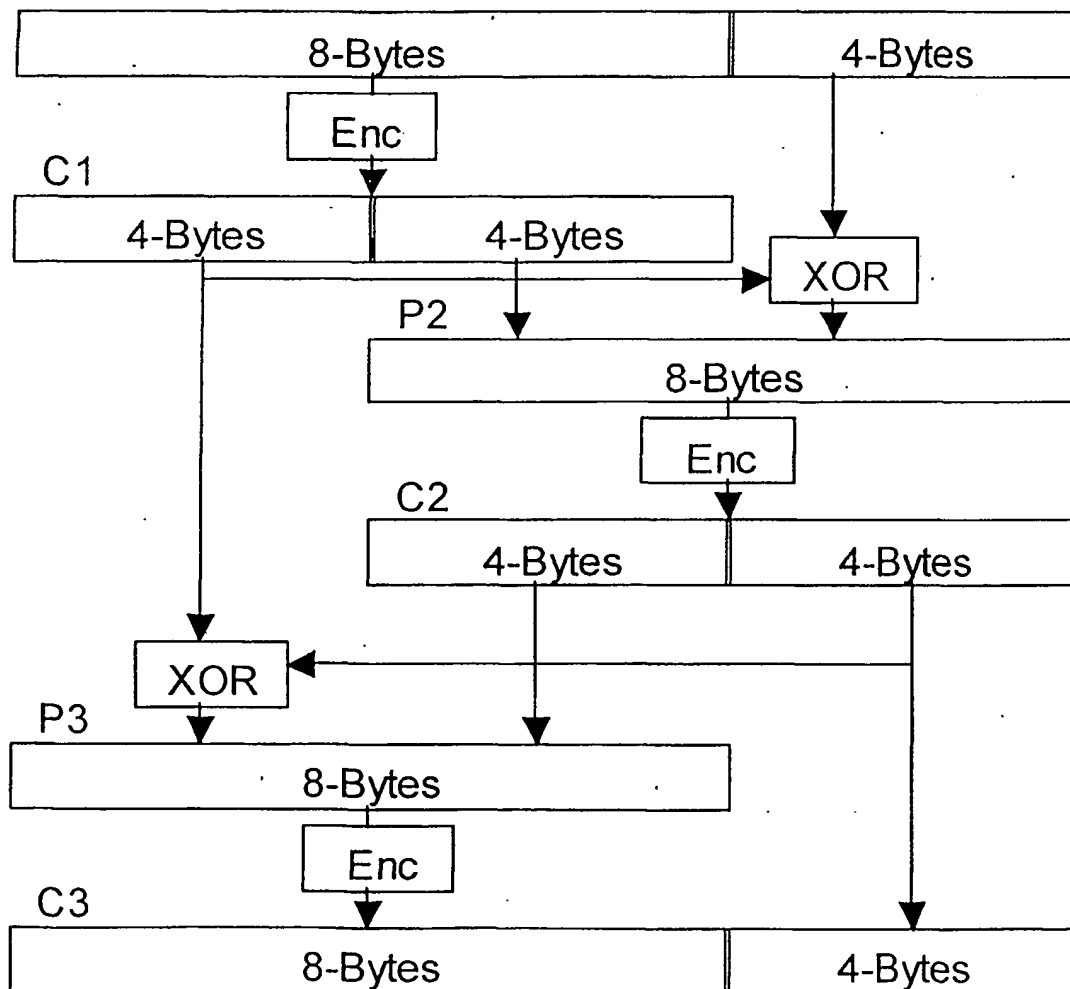 8-Bytes 4-Bytes
Enc
C1
4-Bytes 4-Bytes
XOR
P2
8-Bytes
Enc
C2
4-Bytes 4-Bytes
XOR
P3
8-Bytes
Enc
C3
8-Bytes 4-Bytes